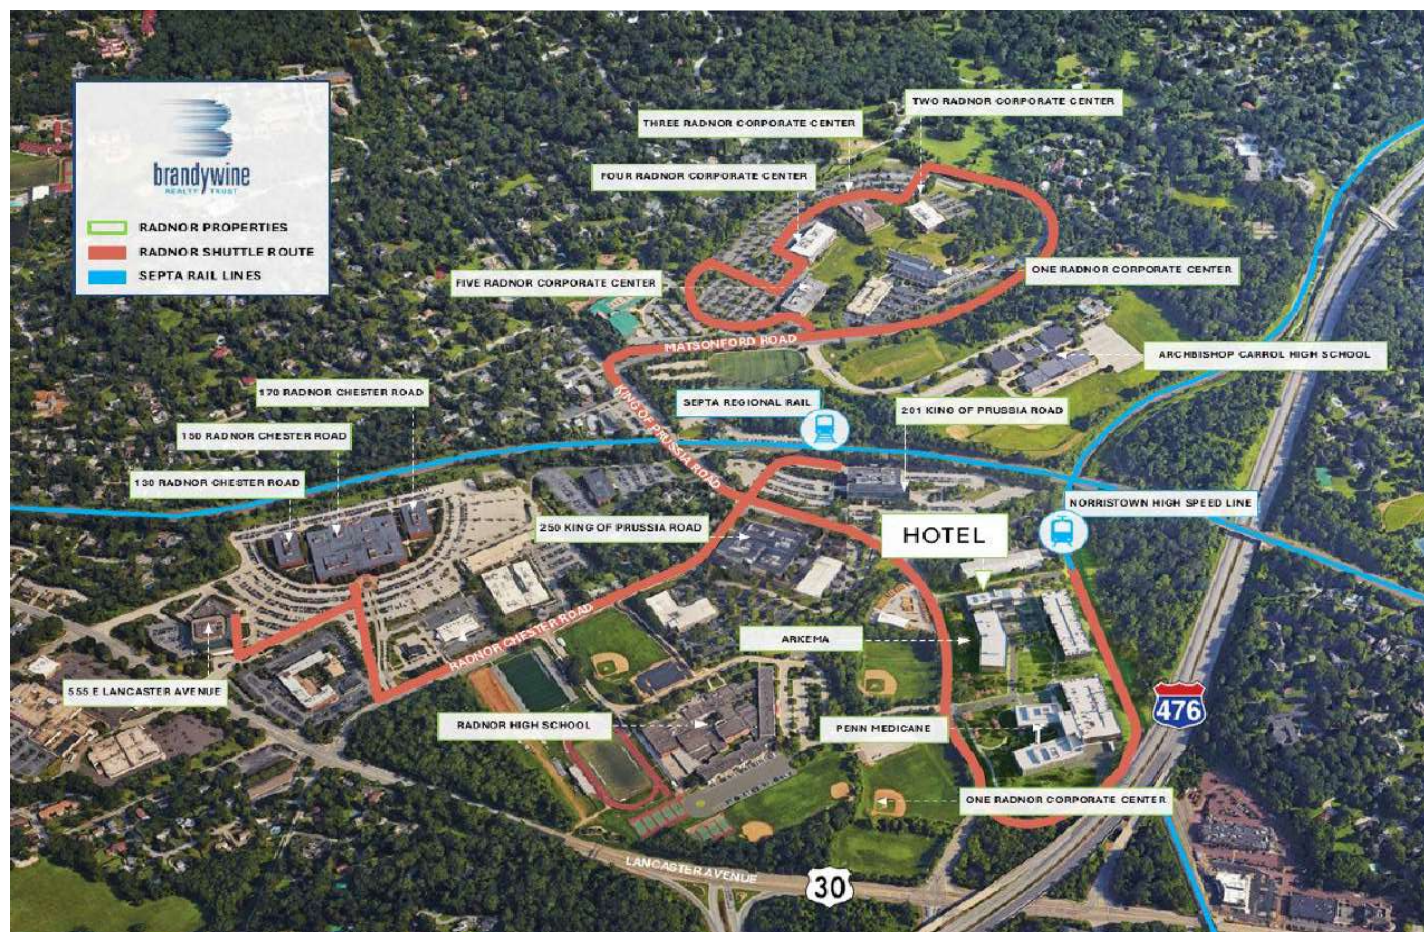 TWO RADNOR CORPORATE CENTER
THREE RADNOR CORPORATE CENTER
FOUR RADNOR CORPORATE CENTER
brandywine
REALTY TRUST
RADNOR PROPERTIES
RADNOR SHUTTLE ROUTE
SEPTA RAIL LINES
FIVE RADNOR CORPORATE CENTER
ONE RADNOR CORPORATE CENTER
MATSONFORD ROAD
ARCHBISHOP CARROL HIGH SCHOOL
170 RADNOR CHESTER ROAD
SEPTA REGIONAL RAIL
201 KING OF PRUSSIA ROAD
KING OF PRUSSIA ROAD
150 RADNOR CHESTER ROAD
130 RADNOR CHESTER ROAD
NORRISTOWN HIGH SPEED LINE
250 KING OF PRUSSIA ROAD
HOTEL
RADNOR CHESTER ROAD
ARKEMA
555 E LANCASTER AVENUE
476
RADNOR HIGH SCHOOL
PENN MEDICANE
ONE RADNOR CORPORATE CENTER
LANCASTER AVENUE
30